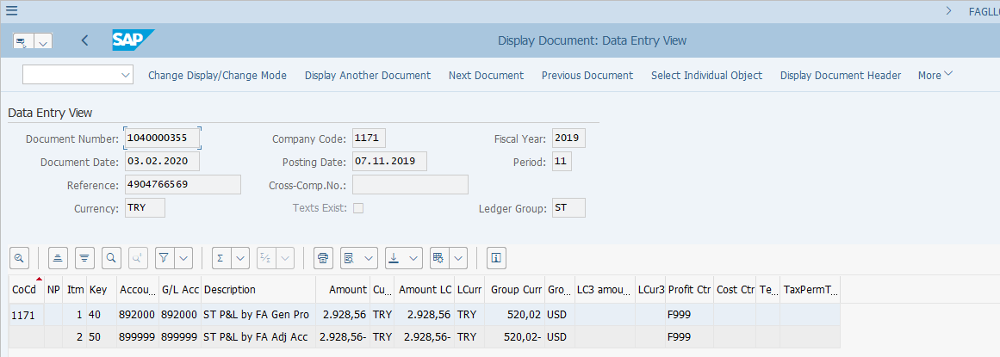 FAGLL
SAP
Display Document: Data Entry View
Change Display/Change Mode Display Another Document Next Document Previous Document Select Individual Object Display Document Header More
Data Entry View
Document Number: 1040000355 Company Code: 1171 Fiscal Year: 2019
Document Date: 03.02.2020 Posting Date: 07.11.2019 Period: 11
Reference: 4904766569 Cross-Comp.No.:
Currency: TRY Texts Exist: Ledger Group: ST
CoCd NP Itm Key Accou... G/L Acc Description Amount Cu... Amount LC LCurr Group Curr Gro... LC3 amou... LCur3 Profit Ctr Cost Ctr Te... TaxPermT...
1171 1 40 892000 892000 ST P&L by FA Gen Pro 2.928,56 TRY 2.928,56 TRY 520,02 USD F999
2 50 899999 899999 ST P&L by FA Adj Acc 2.928,56- TRY 2.928,56- TRY 520,02- USD F999